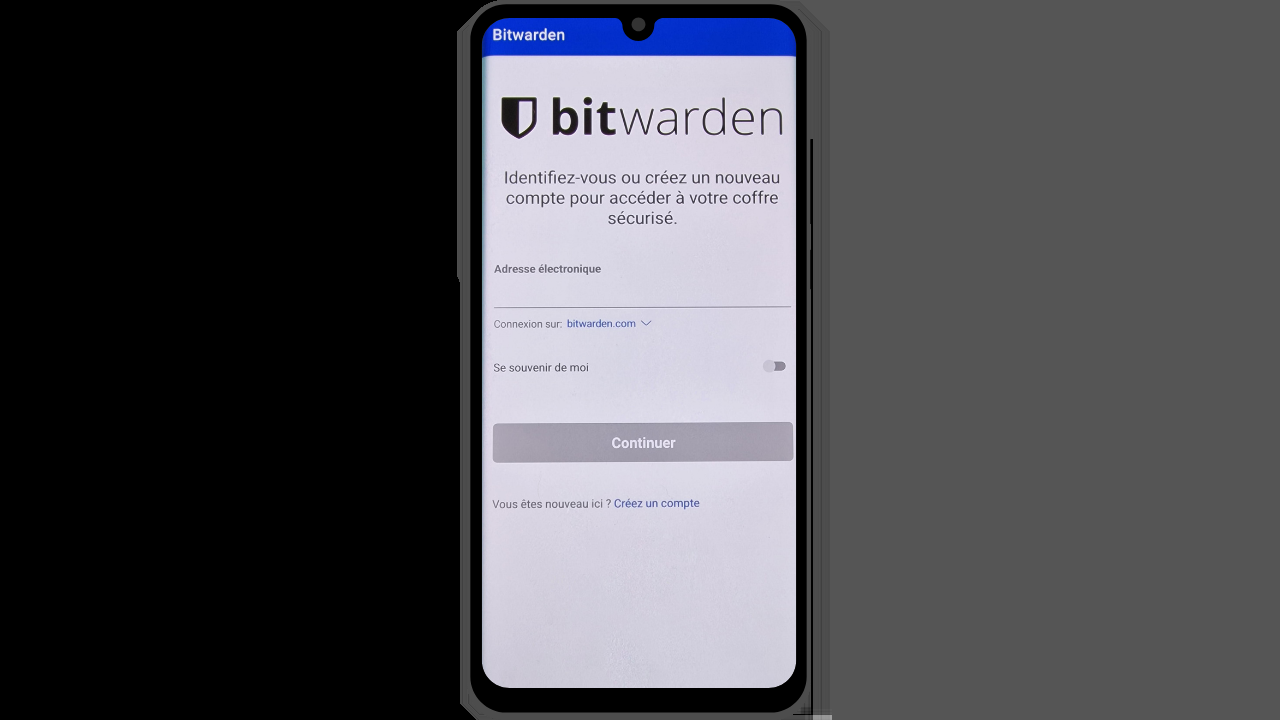 Bitwarden
bitwarden
Identifiez-vous ou créez un nouveau
compte pour accéder à votre coffre
sécurisé.
Adresse électronique
Connexion sur: bitwarden.com
Se souvenir de moi
Continuer
Vous êtes nouveau ici ? Créez un compte